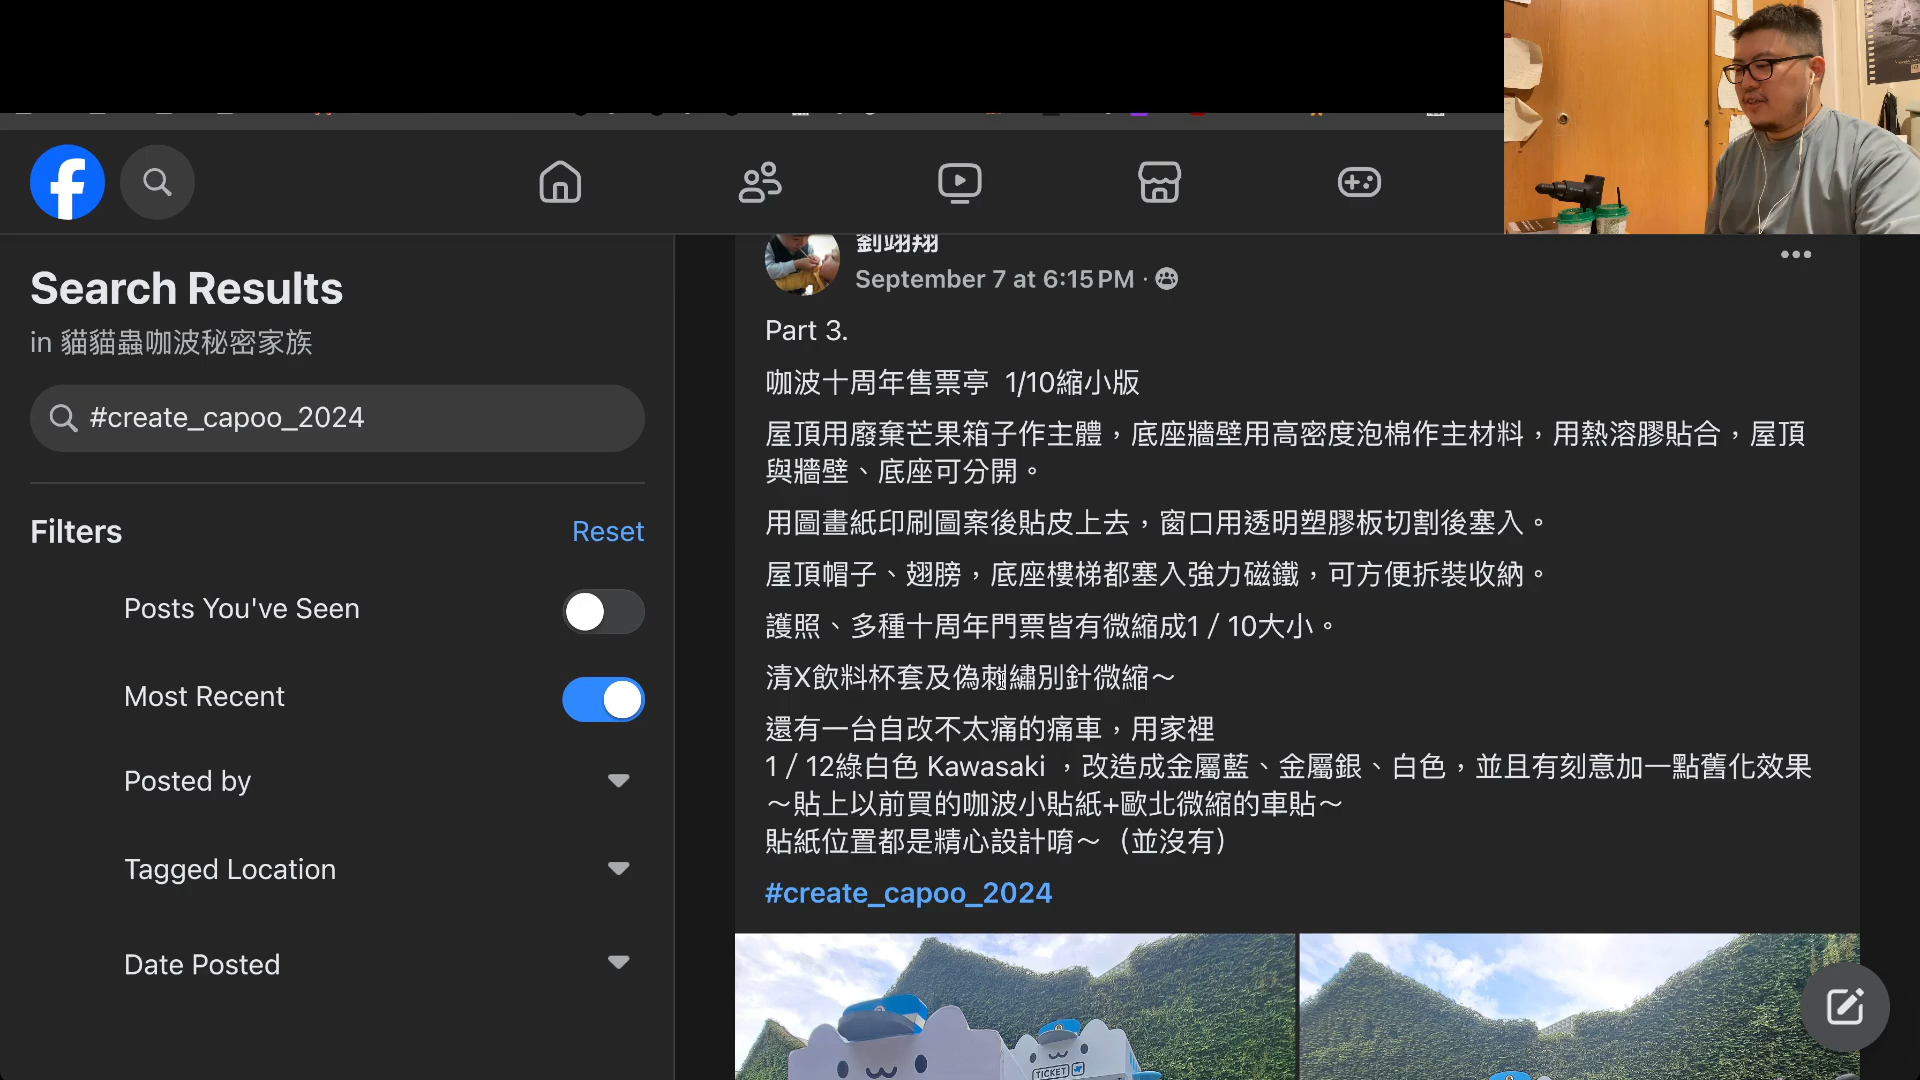 Search Results
in 貓貓蟲咖波秘密家族
#create_capoo_2024
Filters
Reset
Posts You've Seen
Most Recent
Posted by
Tagged Location
Date Posted
劉翊翔
September 7 at 6:15 PM ·
Part 3.
咖波十周年售票亭 1/10縮小版
屋頂用廢棄芒果箱子作主體，底座牆壁用高密度泡棉作主材料，用熱溶膠貼合，屋頂
與牆壁、底座可分開。
用圖畫紙印刷圖案後貼皮上去，窗口用透明塑膠板切割後塞入。
屋頂帽子、翅膀，底座樓梯都塞入強力磁鐵，可方便拆裝收納。
護照、多種十周年門票皆有微縮成1 / 10大小。
清X飲料杯套及偽刺繡別針微縮～
還有一台自改不太痛的痛車，用家裡
1 / 12綠白色 Kawasaki ，改造成金屬藍、金屬銀、白色，並且有刻意加一點舊化效果
～貼上以前買的咖波小貼紙+歐北微縮的車貼～
貼紙位置都是精心設計唷～（並沒有）
#create_capoo_2024
TICKET